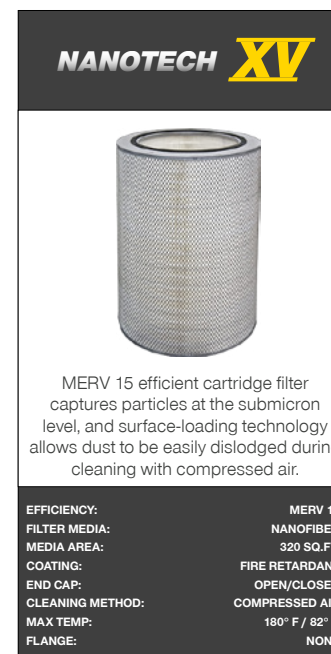 NANOTECH XV
MERV 15 efficient cartridge filter
captures particles at the submicron
level, and surface-loading technology
allows dust to be easily dislodged durin
cleaning with compressed air.
EFFICIENCY: MERV 1
FILTER MEDIA: NANOFIBE
MEDIA AREA: 320 SQ.F
COATING: FIRE RETARDAN
END CAP: OPEN/CLOSE
CLEANING METHOD: COMPRESSED AI
MAX TEMP: 180° F / 82°
FLANGE: NON